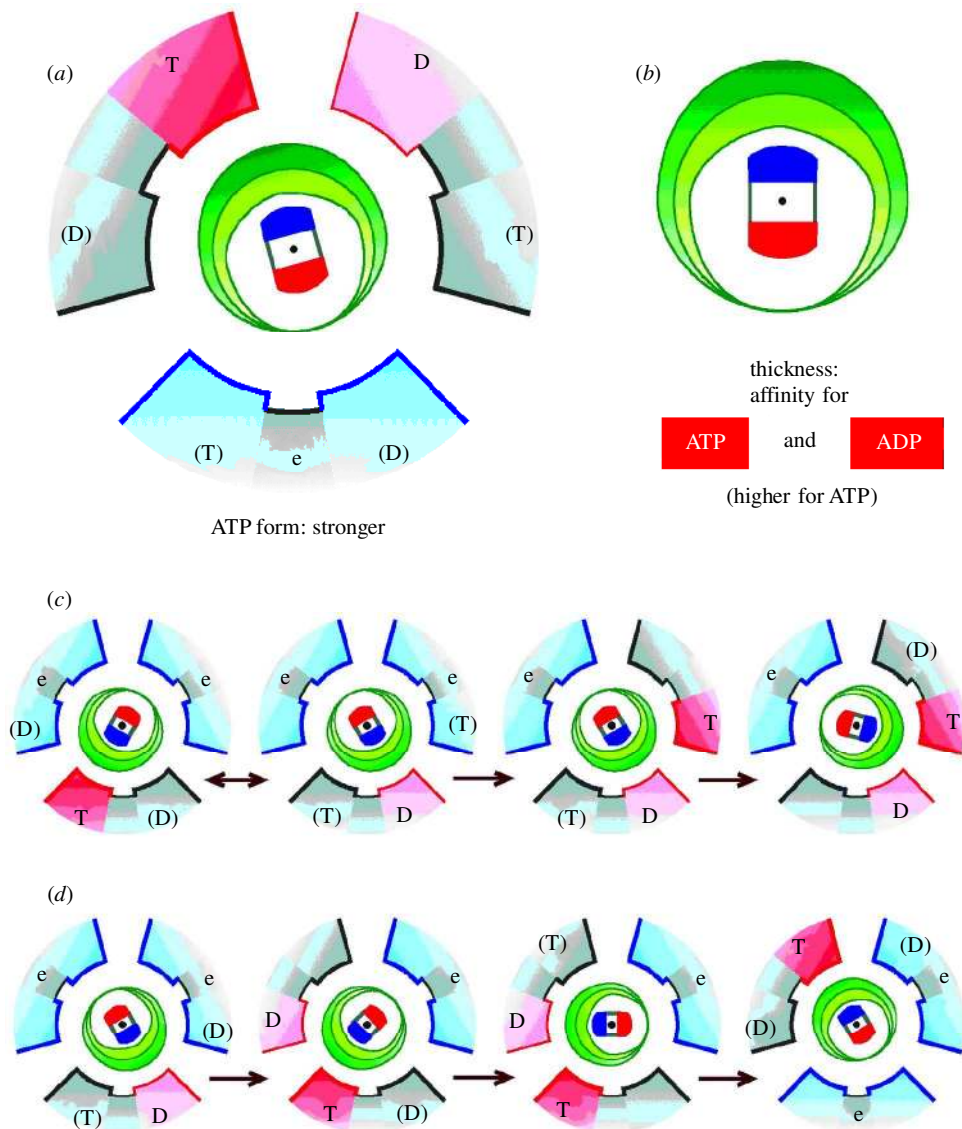 (a)
T
D
(D)
(T)
(T)
e
(D)
ATP form: stronger
(b)
thickness:
affinity for
ATP and ADP
(higher for ATP)
(c)
e
e
(D)
T
(D)
e
e
(T)
(T)
D
e
T
(T)
D
e
(D)
T
D
(d)
e
e
(D)
(T)
D
e
D
T
(D)
(T)
e
D
T
T
(D)
(D)
e
e